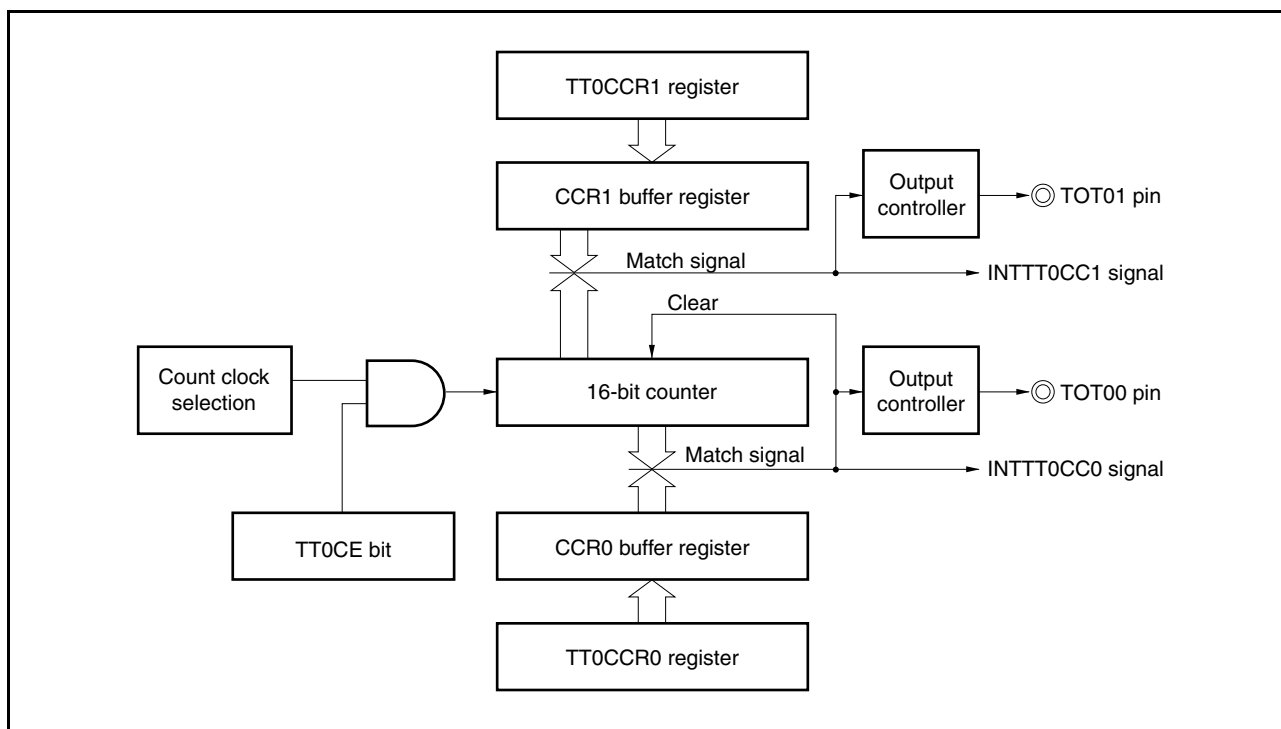 TT0CCR1 register
CCR1 buffer register
Output
controller
TOT01 pin
Match signal
INTTT0CC1 signal
Clear
Count clock
selection
16-bit counter
Output
controller
TOT00 pin
Match signal
INTTT0CC0 signal
TT0CE bit
CCR0 buffer register
TT0CCR0 register